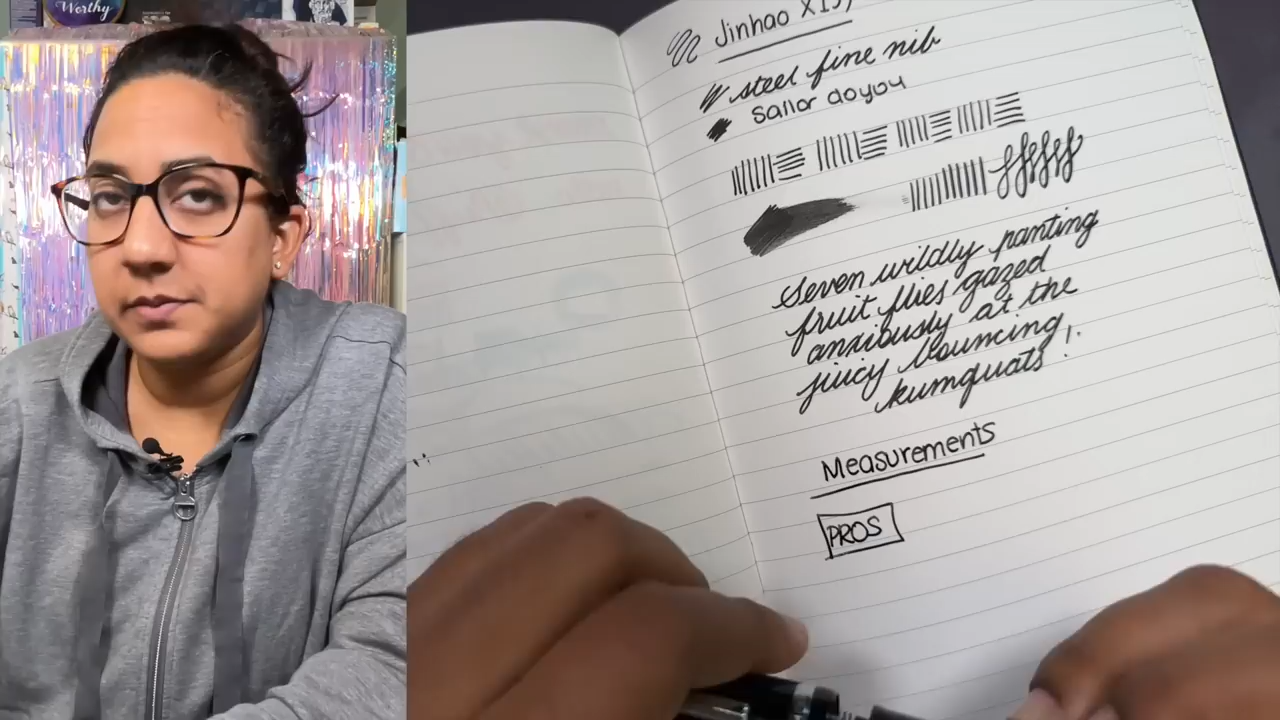 Worthy
Jinhao
steel fine nib
Sailor doyou
Seven wildly panting
fruit flies gazed
anxiously at the
juicy bouncing,
kumquats!
Measurements
PROS